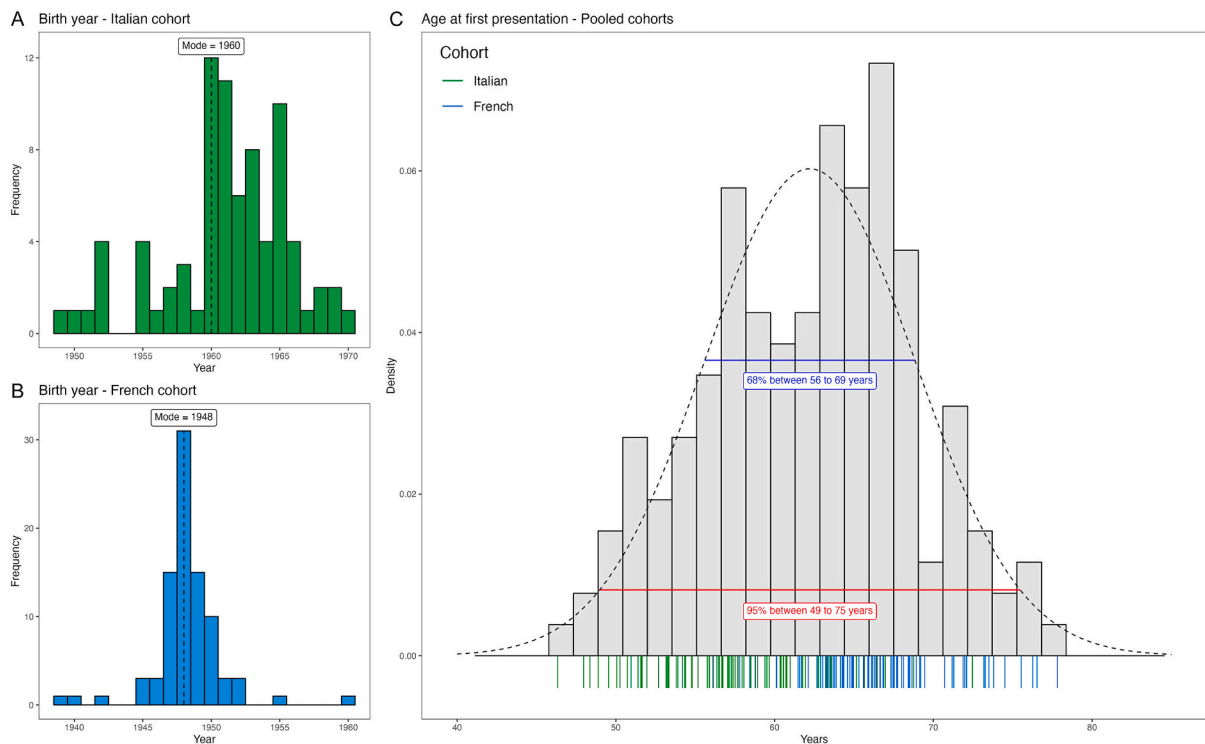 A Birth year - Italian cohort
Mode = 1960
12
8
4
0
Frequency
1950 1955 1960 1965 1970
Year
B Birth year - French cohort
Mode = 1948
30
20
10
0
Frequency
1940 1945 1950 1955 1960
Year
C Age at first presentation - Pooled cohorts
Cohort
Italian
French
0.06
0.04
0.02
0.00
Density
68% between 56 to 69 years
95% between 49 to 75 years
40 50 60 70 80
Years